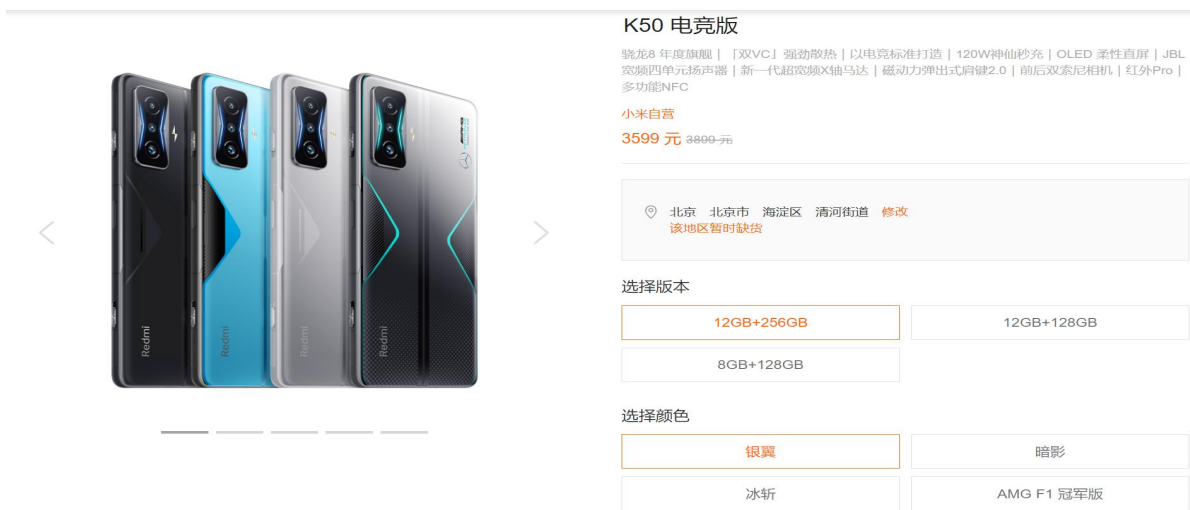 K50 电竞版
骁龙8 年度旗舰 | 「双VC」强劲散热 | 以电竞标准打造 | 120W神仙秒充 | OLED 柔性直屏 | JBL
宽频四单元扬声器 | 新一代超宽频X轴马达 | 磁动力弹出式肩键2.0 | 前后双索尼相机 | 红外Pro |
多功能NFC
小米自营
3599 元 3899 元
北京 北京市 海淀区 清河街道 修改
该地区暂时缺货
选择版本
12GB+256GB
12GB+128GB
8GB+128GB
选择颜色
银翼
暗影
冰斩
AMG F1 冠军版
Redmi
Redmi
Redmi
Redmi